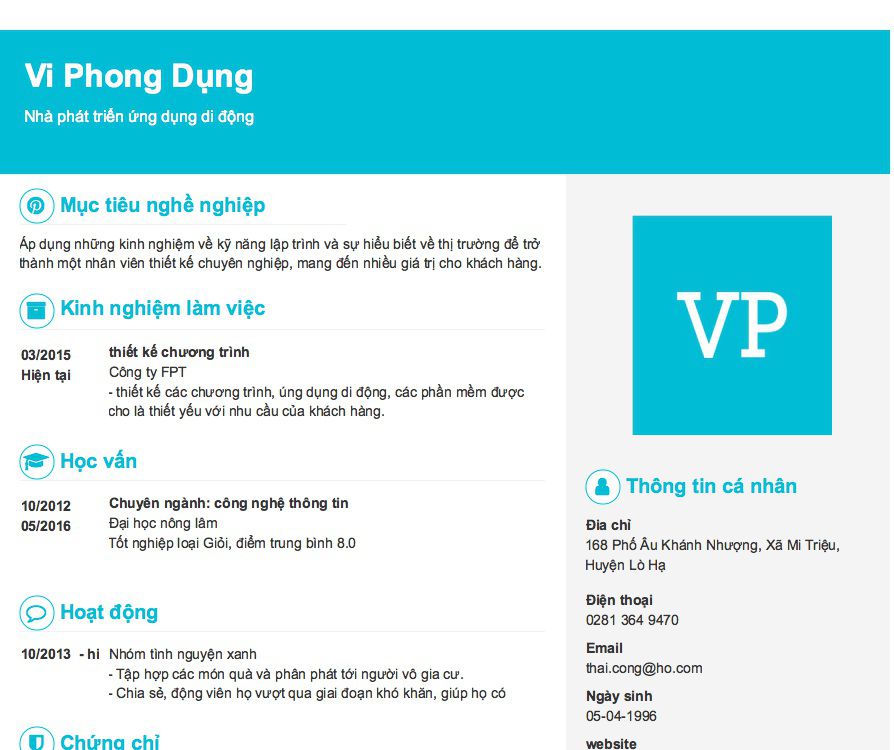 Vi Phong Dụng
Nhà phát triển ứng dụng di động
Mục tiêu nghề nghiệp
Áp dụng những kinh nghiệm về kỹ năng lập trình và sự hiểu biết về thị trường để trở
thành một nhân viên thiết kế chuyên nghiệp, mang đến nhiều giá trị cho khách hàng.
Kinh nghiệm làm việc
03/2015
Hiện tại
thiết kế chương trình
Công ty FPT
- thiết kế các chương trình, úng dụng di động, các phần mềm được
cho là thiết yếu với nhu cầu của khách hàng.
Học vấn
10/2012
05/2016
Chuyên ngành: công nghệ thông tin
Đại học nông lâm
Tốt nghiệp loại Giỏi, điểm trung bình 8.0
Hoạt động
10/2013 - hi
Nhóm tình nguyện xanh
- Tập hợp các món quà và phân phát tới người vô gia cư.
- Chia sẻ, động viên họ vượt qua giai đoạn khó khăn, giúp họ có
Chứng chỉ
VP
Thông tin cá nhân
Đia chỉ
168 Phố Âu Khánh Nhượng, Xã Mi Triệu,
Huyện Lò Hạ
Điện thoại
0281 364 9470
Email
thai.cong@ho.com
Ngày sinh
05-04-1996
website